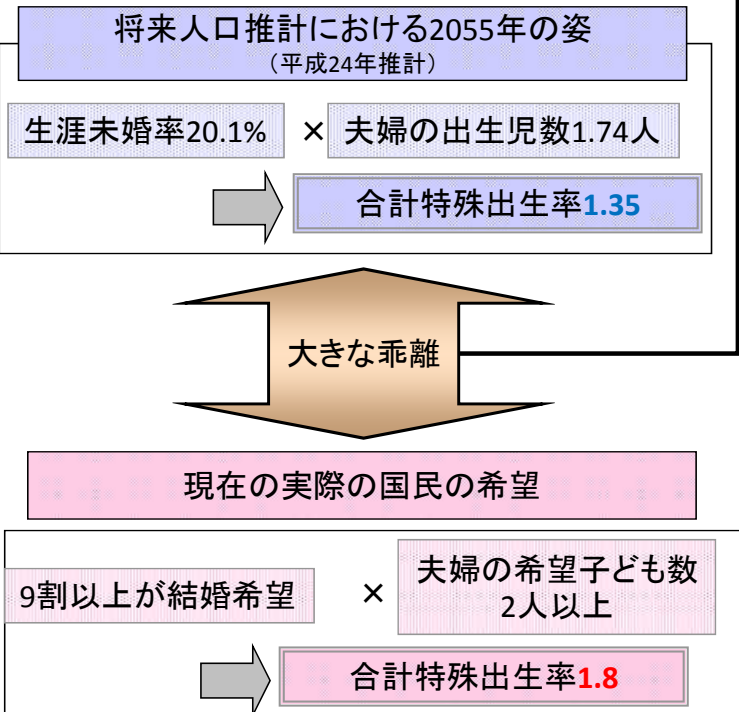 将来人口推計における2055年の姿
（平成24年推計）
生涯未婚率20.1% × 夫婦の出生児数1.74人
合計特殊出生率1.35
大きな乖離
現在の実際の国民の希望
9割以上が結婚希望 × 夫婦の希望子ども数
2人以上
合計特殊出生率1.8